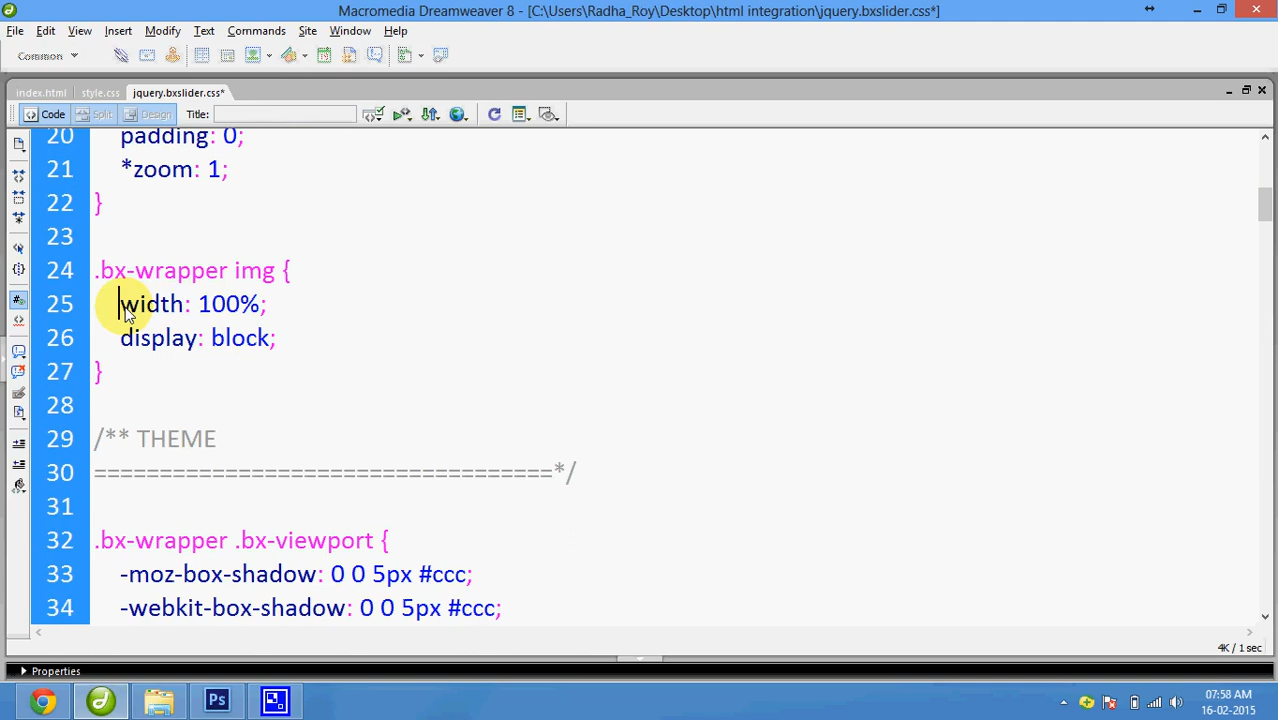 Macromedia Dreamweaver 8 - [C:\Users\Radha_Roy\Desktop\html integration\jquery.bxslider.css*]
File Edit View Insert Modify Text Commands Site Window Help
Common
index.html style.css jquery.bxslider.css*
Code Split Design Title:
20 padding: 0;
21 *zoom: 1;
22 }
23
24 .bx-wrapper img {
25 width: 100%;
26 display: block;
27 }
28
29 /** THEME
30 ===================================*/
31
32 .bx-wrapper .bx-viewport {
33 -moz-box-shadow: 0 0 5px #ccc;
34 -webkit-box-shadow: 0 0 5px #ccc;
4K / 1 sec
Properties
Ps
07:58 AM
16-02-2015